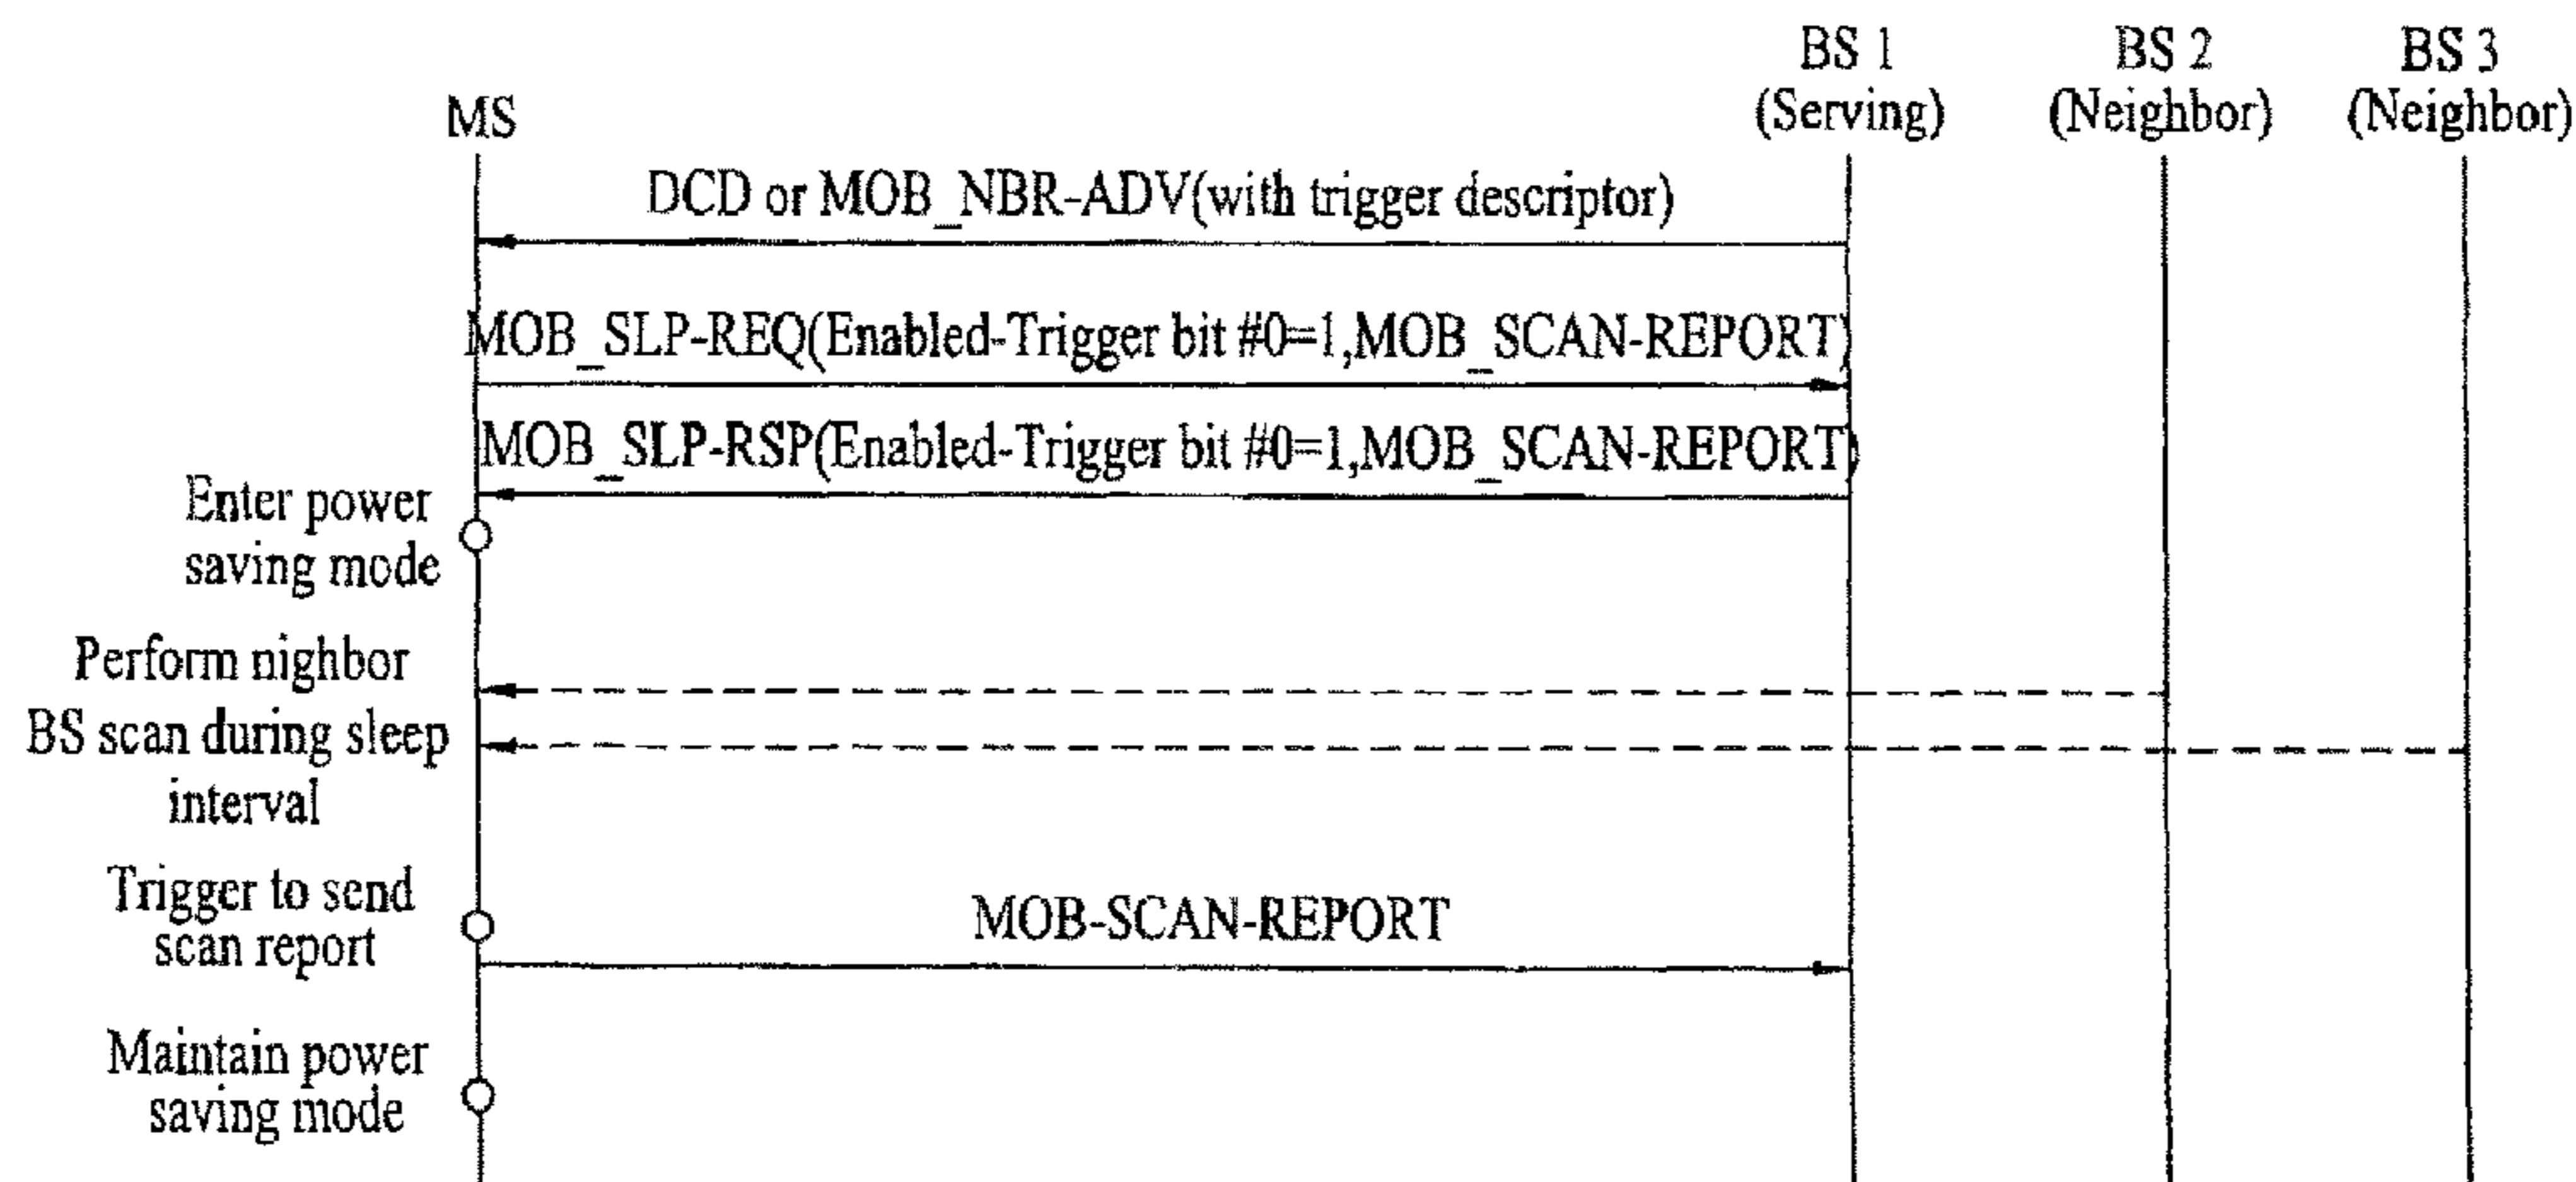 BS 1
(Serving)
BS 2
(Neighbor)
BS 3
(Neighbor)
MS
DCD or MOB_NBR-ADV(with trigger descriptor)
MOB_SLP-REQ(Enabled-Trigger bit #0=1,MOB_SCAN-REPORT)
MOB_SLP-RSP(Enabled-Trigger bit #0=1,MOB_SCAN-REPORT)
Enter power
saving mode
Perform nighbor
BS scan during sleep
interval
Trigger to send
scan report
MOB-SCAN-REPORT
Maintain power
saving mode